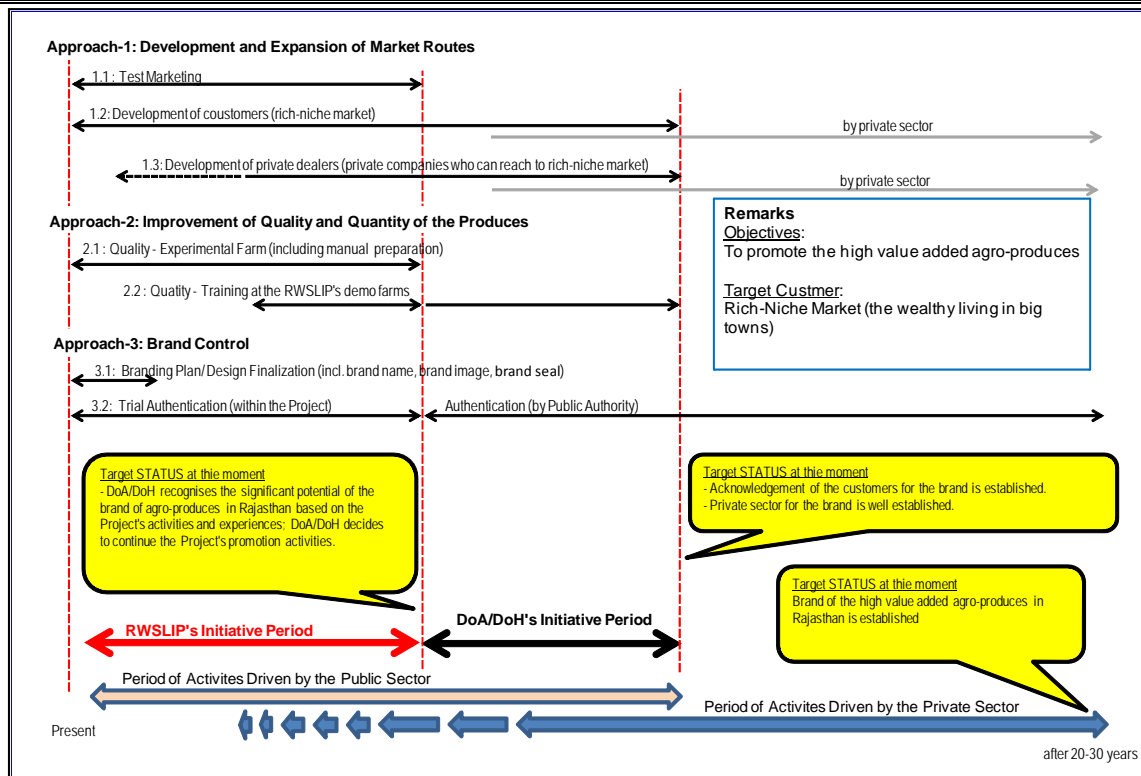 Approach-1: Development and Expansion of Market Routes
1.1 : Test Marketing
1.2: Development of coustomers (rich-niche market)
by private sector
1.3: Development of private dealers (private companies who can reach to rich-niche market)
by private sector
Approach-2: Improvement of Quality and Quantity of the Produces
2.1 : Quality - Experimental Farm (including manual preparation)
2.2 : Quatity - Training at the RWSLIP's demo farms
Remarks
Objectives:
To promote the high value added agro-produces
Target Custmer:
Rich-Niche Market (the wealthy living in big
towns)
Approach-3: Brand Control
3.1: Branding Plan/ Design Finalization (incl. brand name, brand image, brand seal)
3.2: Trial Authentication (within the Project)
Authentication (by Public Authority)
Target STATUS at thie moment
- DoA/DoH recognises the significant potential of the
brand of agro-produces in Rajasthan based on the
Project's activities and experiences; DoA/DoH decides
to continue the Project's promotion activities.
Target STATUS at thie moment
- Acknowledgement of the customers for the brand is established.
- Private sector for the brand is well established.
Target STATUS at thie moment
Brand of the high value added agro-produces in
Rajasthan is established
RWSLIP's Initiative Period
DoA/DoH's Initiative Period
Period of Activites Driven by the Public Sector
Period of Activites Driven by the Private Sector
Present
after 20-30 years